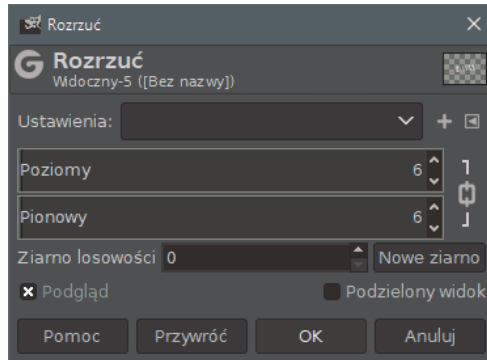 Rozrzuć
Rozrzuć
Widoczny-5 ([Bez nazwy])
Ustawienia:
Poziomy 6
Pionowy 6
Ziarno losowości 0 Nowe ziarno
Podgląd Podzielony widok
Pomoc Przywróć OK Anuluj